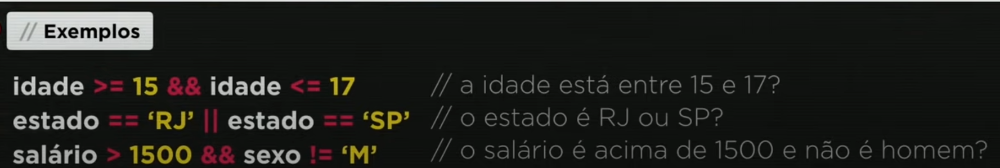 // Exemplos
idade >= 15 && idade <= 17 // a idade está entre 15 e 17?
estado == ‘RJ’ || estado == ‘SP’ // o estado é RJ ou SP?
salário > 1500 && sexo != ‘M’ // o salário é acima de 1500 e não é homem?